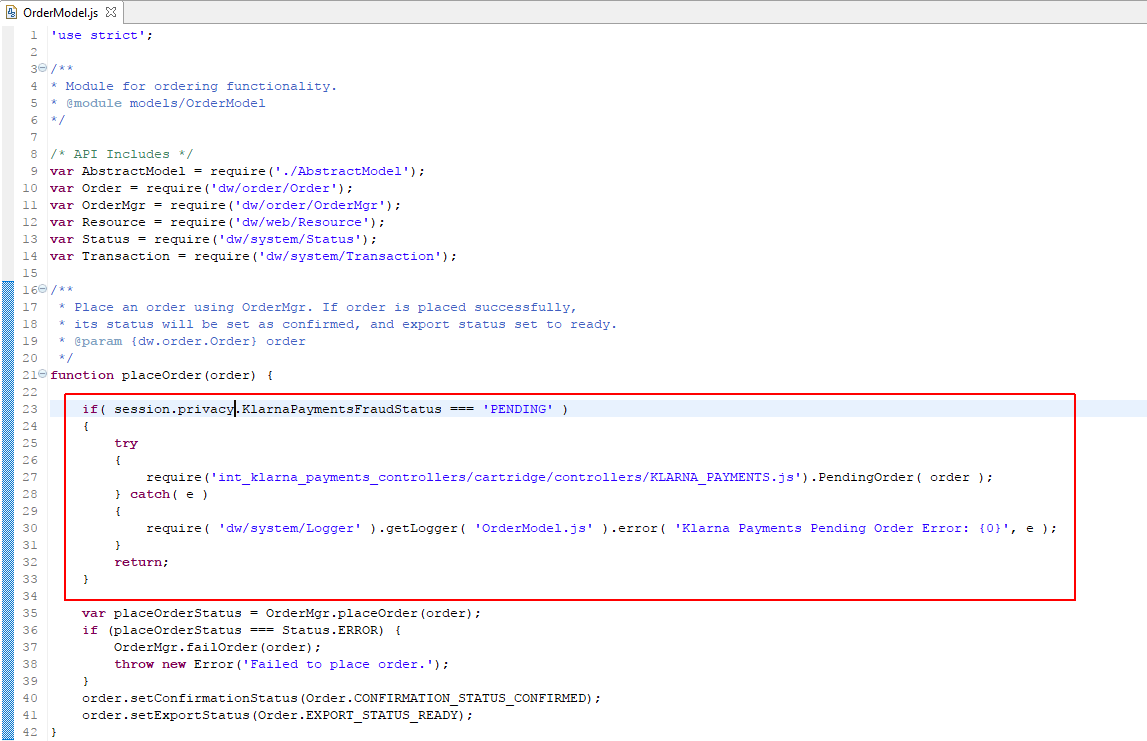 OrderModel.js
1 'use strict';
2
3 /**
4 * Module for ordering functionality.
5 * @module models/OrderModel
6 */
7
8 /* API Includes */
9 var AbstractModel = require('./AbstractModel');
10 var Order = require('dw/order/Order');
11 var OrderMgr = require('dw/order/OrderMgr');
12 var Resource = require('dw/web/Resource');
13 var Status = require('dw/system/Status');
14 var Transaction = require('dw/system/Transaction');
15
16 /**
17  * Place an order using OrderMgr. If order is placed successfully,
18  * its status will be set as confirmed, and export status set to ready.
19  * @param {dw.order.Order} order
20  */
21 function placeOrder(order) {
22
23     if( session.privacy.KlarnaPaymentsFraudStatus === 'PENDING' )
24     {
25         try
26         {
27             require('int_klarna_payments_controllers/cartridge/controllers/KLARNA_PAYMENTS.js').PendingOrder( order );
28         } catch( e )
29         {
30             require( 'dw/system/Logger' ).getLogger( 'OrderModel.js' ).error( 'Klarna Payments Pending Order Error: {0}', e );
31         }
32         return;
33     }
34
35     var placeOrderStatus = OrderMgr.placeOrder(order);
36     if (placeOrderStatus === Status.ERROR) {
37         OrderMgr.failOrder(order);
38         throw new Error('Failed to place order.');
39     }
40     order.setConfirmationStatus(Order.CONFIRMATION_STATUS_CONFIRMED);
41     order.setExportStatus(Order.EXPORT_STATUS_READY);
42 }